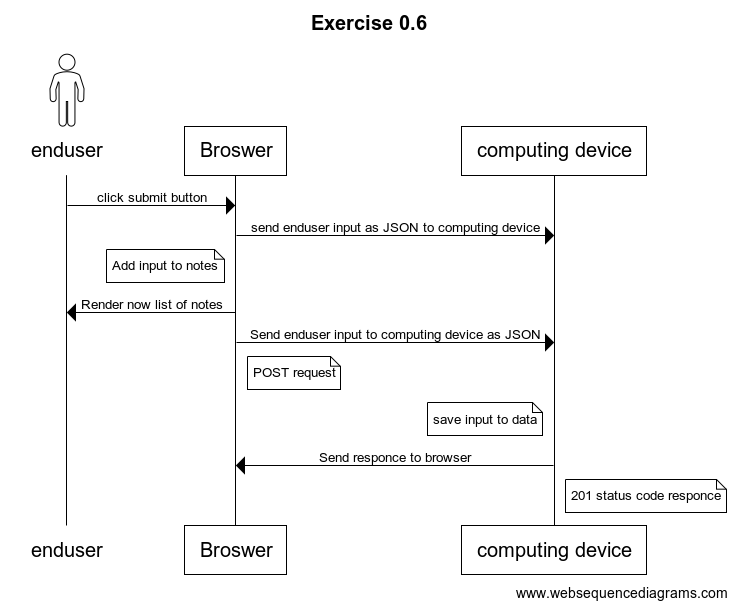 Exercise 0.6
enduser
Broswer
computing device
click submit button
send enduser input as JSON to computing device
Add input to notes
Render now list of notes
Send enduser input to computing device as JSON
POST request
save input to data
Send responce to browser
201 status code responce
enduser
Broswer
computing device
www.websequencediagrams.com